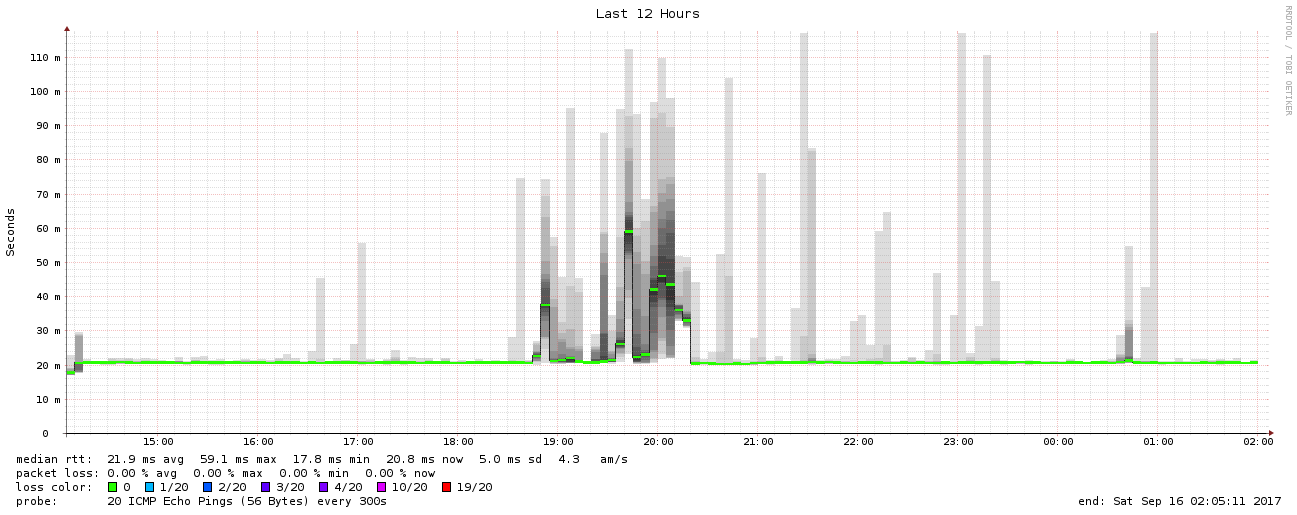 Last 12 Hours
RRDTOOL / TOBI OETIKER
Seconds
110 m
100 m
90 m
80 m
70 m
60 m
50 m
40 m
30 m
20 m
10 m
0
15:00 16:00 17:00 18:00 19:00 20:00 21:00 22:00 23:00 00:00 01:00 02:00
median rtt: 21.9 ms avg 59.1 ms max 17.8 ms min 20.8 ms now 5.0 ms sd 4.3 am/s
packet loss: 0.00 % avg 0.00 % max 0.00 % min 0.00 % now
loss color: 0 1/20 2/20 3/20 4/20 10/20 19/20
probe: 20 ICMP Echo Pings (56 Bytes) every 300s end: Sat Sep 16 02:05:11 2017